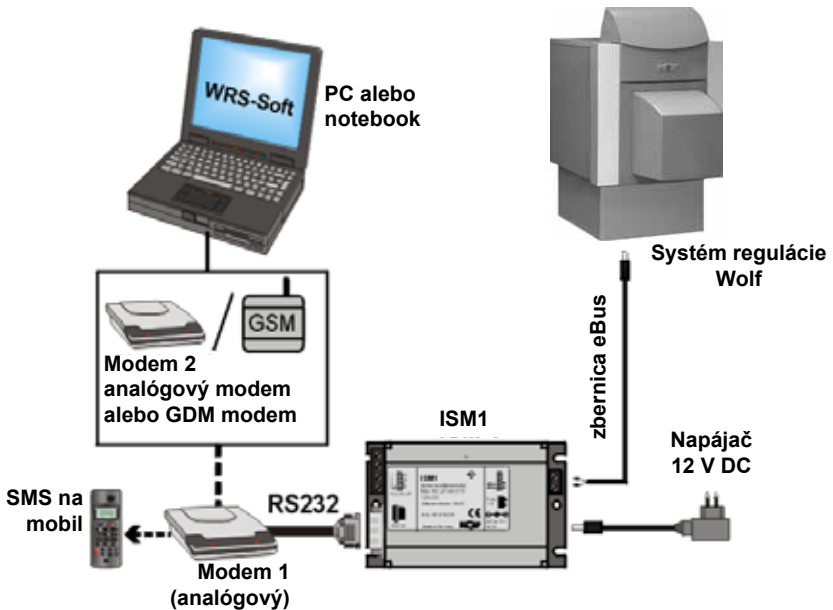 WRS-Soft
PC alebo
notebook
Systém regulácie
Wolf
GSM
Modem 2
analógový modem
alebo GDM modem
zbernica eBus
ISM1
Napájač
12 V DC
SMS na
mobil
RS232
ISM1
Modem 1
(analógový)